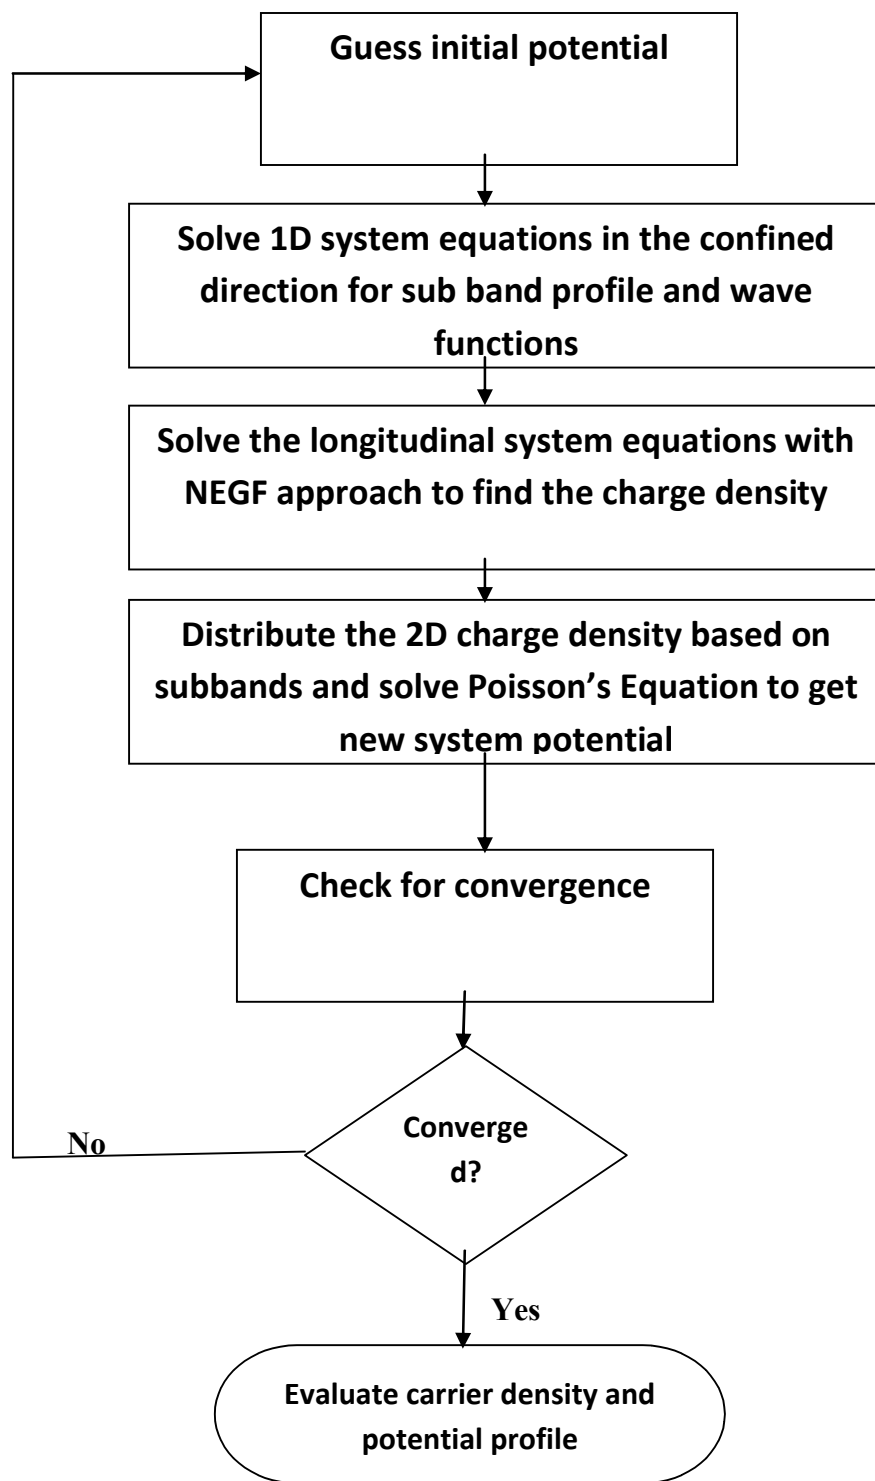 Guess initial potential
Solve 1D system equations in the confined
direction for sub band profile and wave
functions
Solve the longitudinal system equations with
NEGF approach to find the charge density
Distribute the 2D charge density based on
subbands and solve Poisson’s Equation to get
new system potential
Check for convergence
Converge
d?
No
Yes
Evaluate carrier density and
potential profile